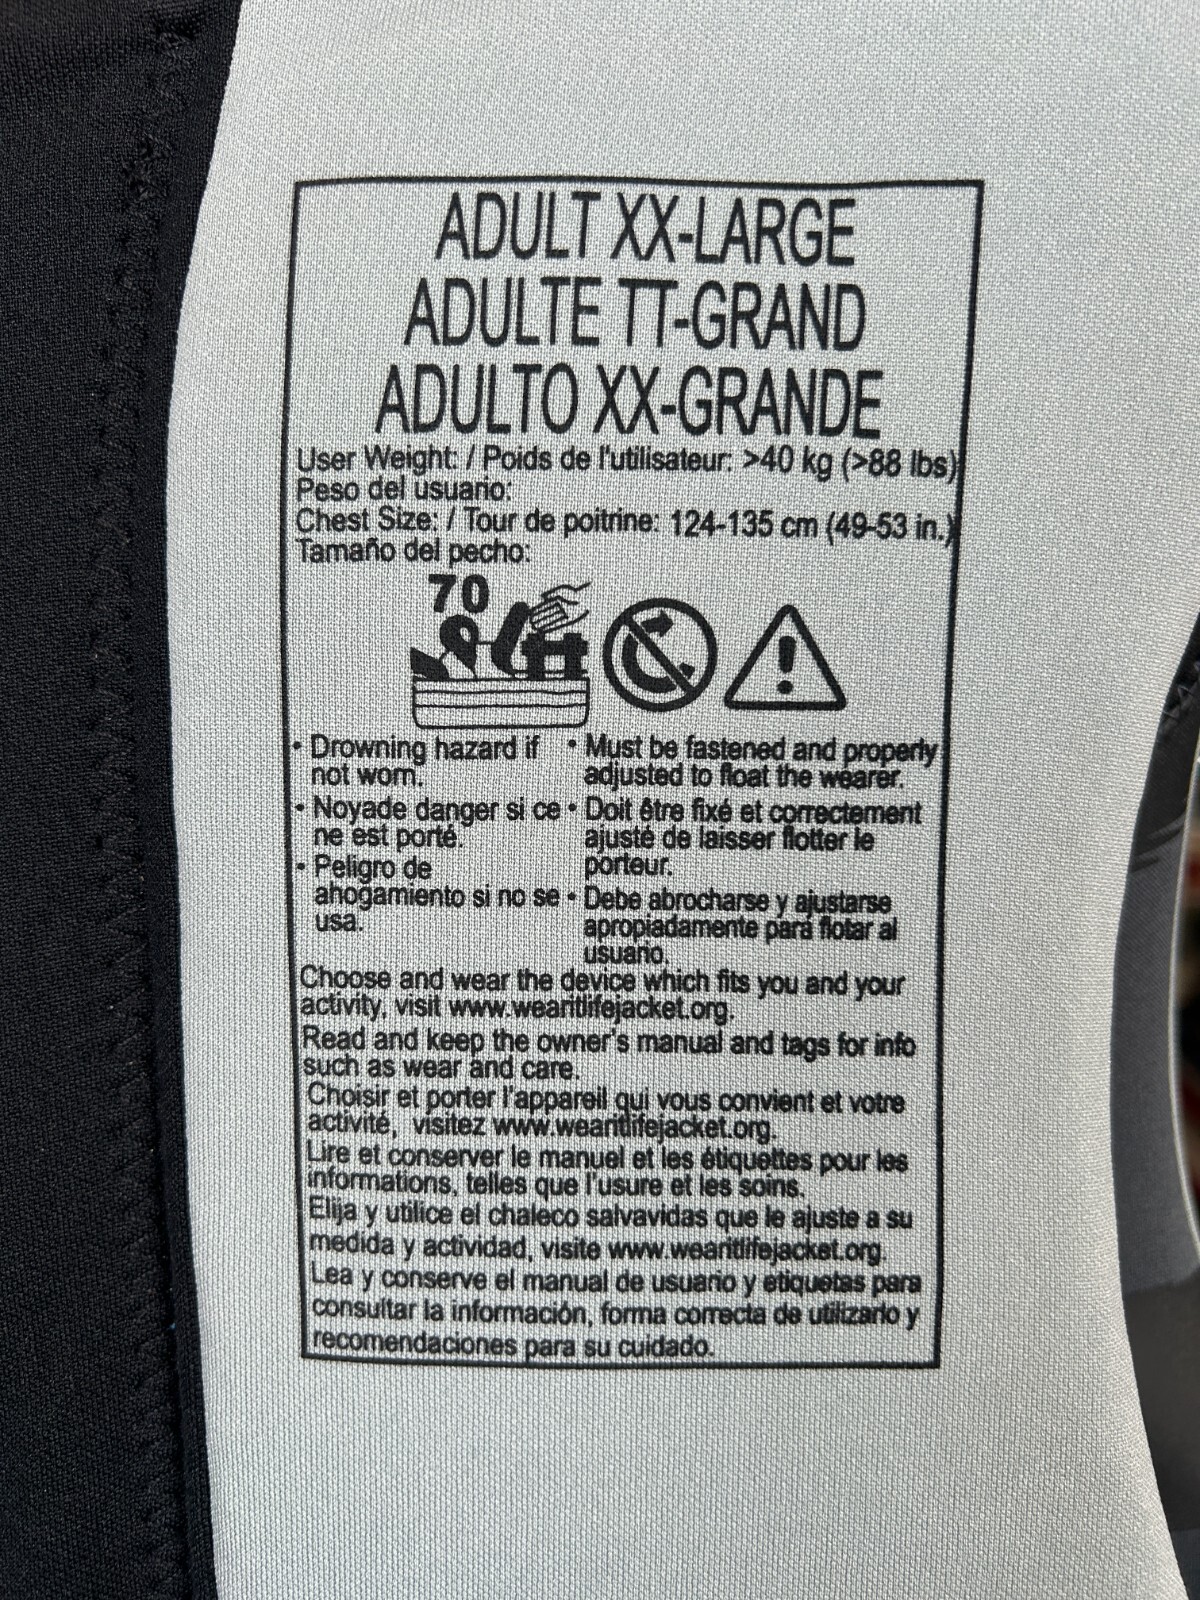 ADULT XX-LARGE
ADULTE TT-GRAND
ADULTO XX-GRANDE
User Weight: / Poids de l'utilisateur: >40 kg (>88 lbs)
Peso del usuario:
Chest Size: / Tour de poitrine: 124-135 cm (49-53 in.)
Tamaño del pecho:
70
• Drowning hazard if
not worn.
• Noyade danger si ce
ne est porté.
• Peligro de
ahogamiento si no se
usa.
• Must be fastened and properly
adjusted to float the wearer.
• Doit être fixé et correctement
ajusté de laisser flotter le
porteur.
• Debe abrocharse y ajustarse
apropiadamente para flotar al
usuario.
Choose and wear the device which fits you and your
activity, visit www.wearitlifejacket.org.
Read and keep the owner's manual and tags for info
such as wear and care.
Choisir et porter l'appareil qui vous convient et votre
activité, visitez www.wearitlifejacket.org.
Lire et conserver le manuel et les étiquettes pour les
informations, telles que l'usure et les soins.
Elija y utilice el chaleco salvavidas que le ajuste a su
medida y actividad, visite www.wearitlifejacket.org.
Lea y conserve el manual de usuario y etiquetas para
consultar la información, forma correcta de utilizarlo y
recomendaciones para su cuidado.